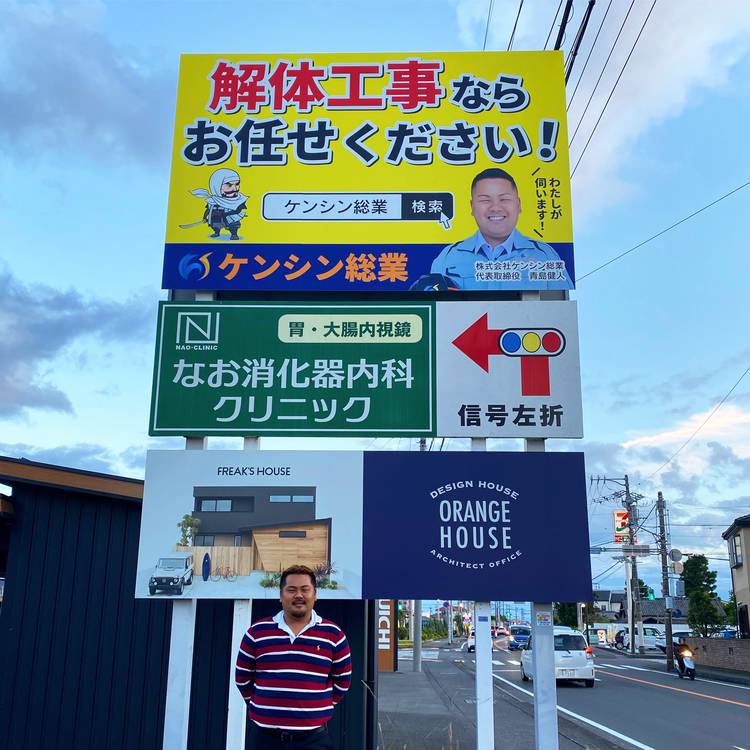 解体工事なら
お任せください!
ケンシン総業 検索
わたしが
伺います!
ケンシン総業
株式会社ケンシン総業
代表取締役 青島健人
NAO-CLINIC
胃・大腸内視鏡
なお消化器内科
クリニック
信号左折
FREAK'S HOUSE
DESIGN HOUSE
ORANGE
HOUSE
ARCHITECT OFFICE
UICHI